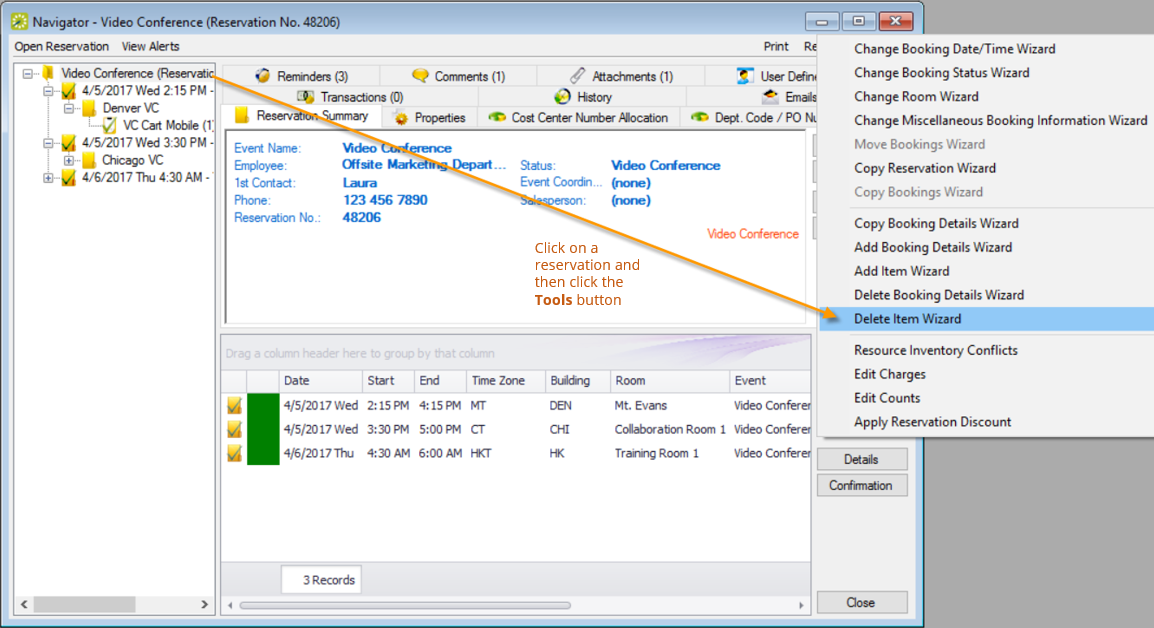 Navigator - Video Conference (Reservation No. 48206)
Open Reservation View Alerts Print Re
Video Conference (Reservatic
4/5/2017 Wed 2:15 PM -
Denver VC
VC Cart Mobile (1)
4/5/2017 Wed 3:30 PM -
Chicago VC
4/6/2017 Thu 4:30 AM -
Reminders (3) Comments (1) Attachments (1) User Define
Transactions (0) History Emails
Reservation Summary Properties Cost Center Number Allocation Dept. Code / PO Nu
Event Name: Video Conference
Employee: Offsite Marketing Depart... Status: Video Conference
1st Contact: Laura Event Coordin... (none)
Phone: 123 456 7890 Salesperson: (none)
Reservation No.: 48206
Video Conference
Click on a
reservation and
then click the
Tools button
Drag a column header here to group by that column
Date Start End Time Zone Building Room Event
4/5/2017 Wed 2:15 PM 4:15 PM MT DEN Mt. Evans Video Conferen
4/5/2017 Wed 3:30 PM 5:00 PM CT CHI Collaboration Room 1 Video Conferen
4/6/2017 Thu 4:30 AM 6:00 AM HKT HK Training Room 1 Video Conferen
3 Records
Change Booking Date/Time Wizard
Change Booking Status Wizard
Change Room Wizard
Change Miscellaneous Booking Information Wizard
Move Bookings Wizard
Copy Reservation Wizard
Copy Bookings Wizard
Copy Booking Details Wizard
Add Booking Details Wizard
Add Item Wizard
Delete Booking Details Wizard
Delete Item Wizard
Resource Inventory Conflicts
Edit Charges
Edit Counts
Apply Reservation Discount
Details
Confirmation
Close